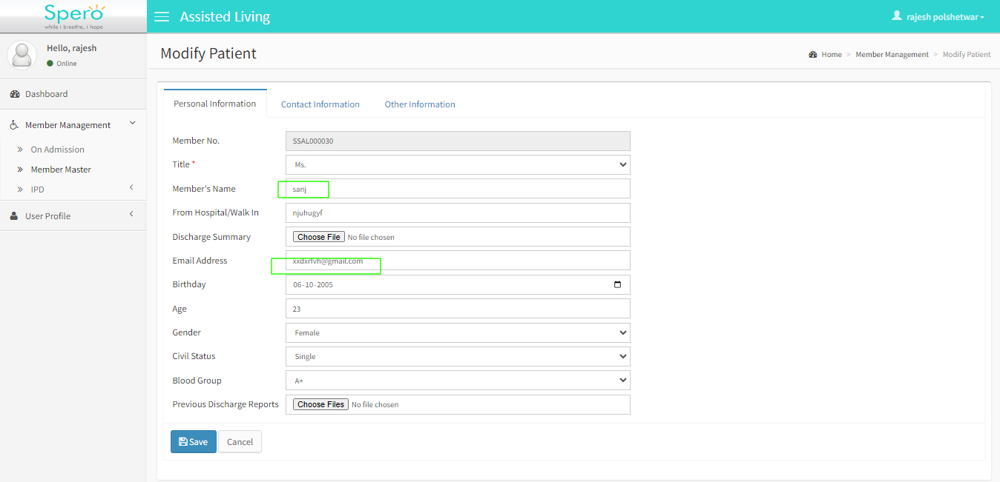 Spero
while i breathe, i hope
Assisted Living
rajesh polshetwar
Hello, rajesh
Online
Modify Patient
Home > Member Management > Modify Patient
Dashboard
Member Management
On Admission
Member Master
IPD
User Profile
Personal Information
Contact Information
Other Information
Member No.
SSAL000030
Title *
Ms.
Member's Name
sanj
From Hospital/Walk In
njuhugyf
Discharge Summary
Choose File No file chosen
Email Address
xxdxrfvh@gmail.com
Birthday
06-10-2005
Age
23
Gender
Female
Civil Status
Single
Blood Group
A+
Previous Discharge Reports
Choose Files No file chosen
Save
Cancel